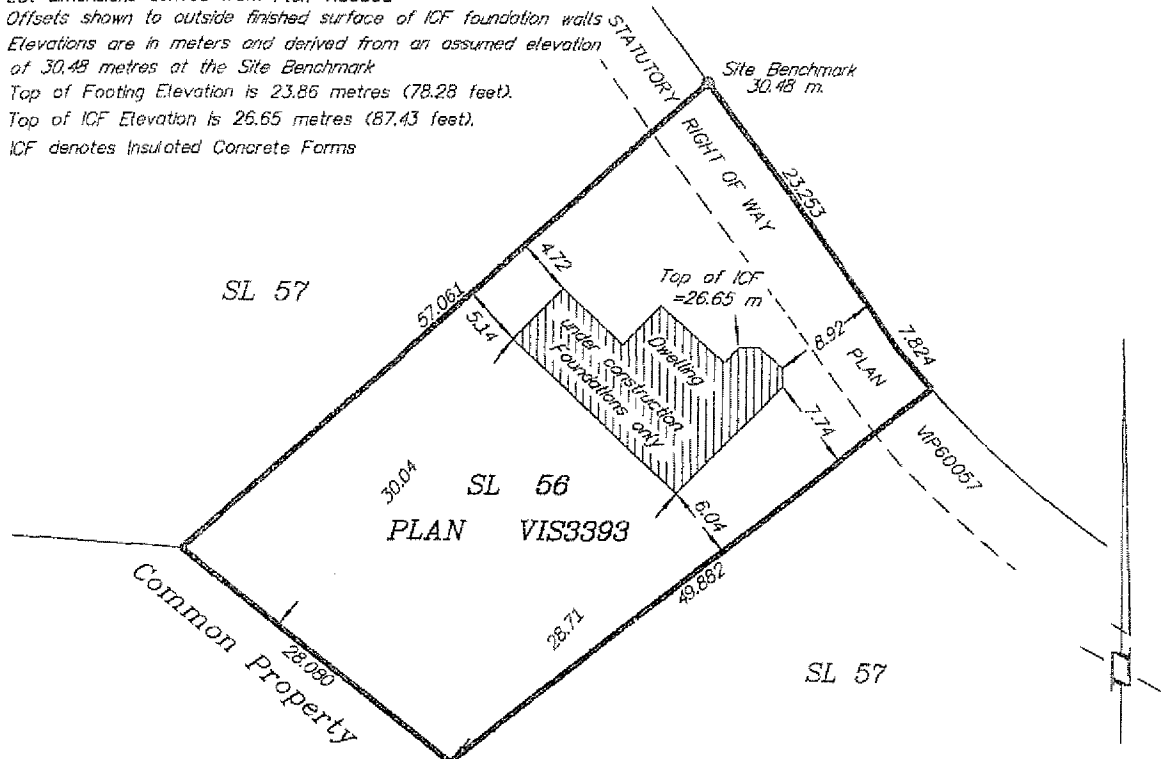 Offsets shown to outside finished surface of ICF foundation walls
Elevations are in meters and derived from an assumed elevation
of 30.48 metres at the Site Benchmark
Top of Footing Elevation is 23.86 metres (78.28 feet).
Top of ICF Elevation is 26.65 metres (87.43 feet).
ICF denotes Insulated Concrete Forms
STATUTORY
RIGHT OF WAY
PLAN
VIP60057
Site Benchmark
30.48 m.
23.253
7.824
SL 57
57.061
4.72
5.14
Top of ICF
=26.65 m
8.92
7.74
Dwelling
under construction
Foundations only
6.04
30.04
SL 56
PLAN VIS3393
49.882
28.71
28.080
Common Property
SL 57